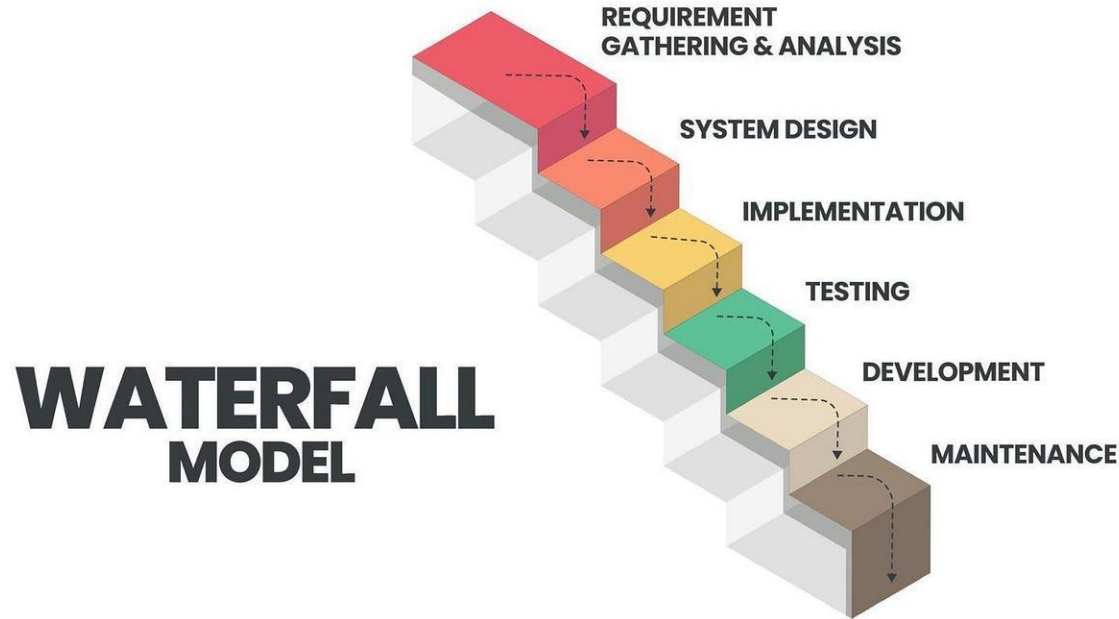 REQUIREMENT
GATHERING & ANALYSIS
SYSTEM DESIGN
IMPLEMENTATION
TESTING
DEVELOPMENT
MAINTENANCE
WATERFALL
MODEL